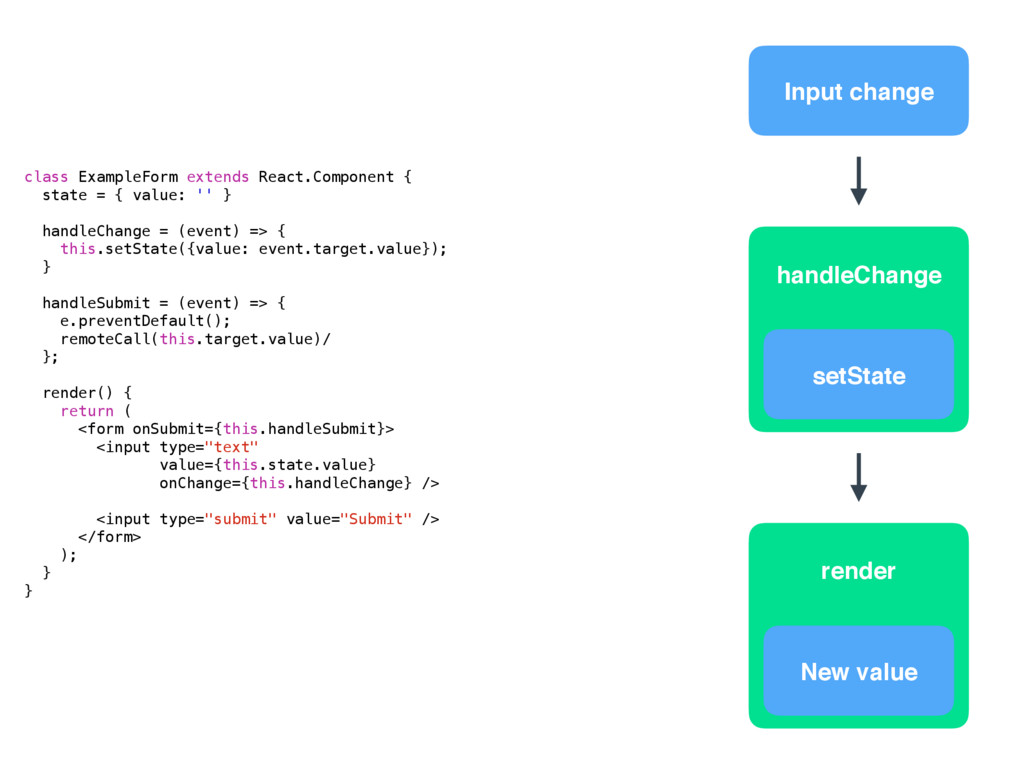 class ExampleForm extends React.Component {
  state = { value: '' }

  handleChange = (event) => {
    this.setState({value: event.target.value});
  }

  handleSubmit = (event) => {
    e.preventDefault();
    remoteCall(this.target.value)/
  };

  render() {
    return (
      <form onSubmit={this.handleSubmit}>
        <input type="text"
               value={this.state.value}
               onChange={this.handleChange} />

        <input type="submit" value="Submit" />
      </form>
    );
  }
}
Input change
handleChange
setState
render
New value